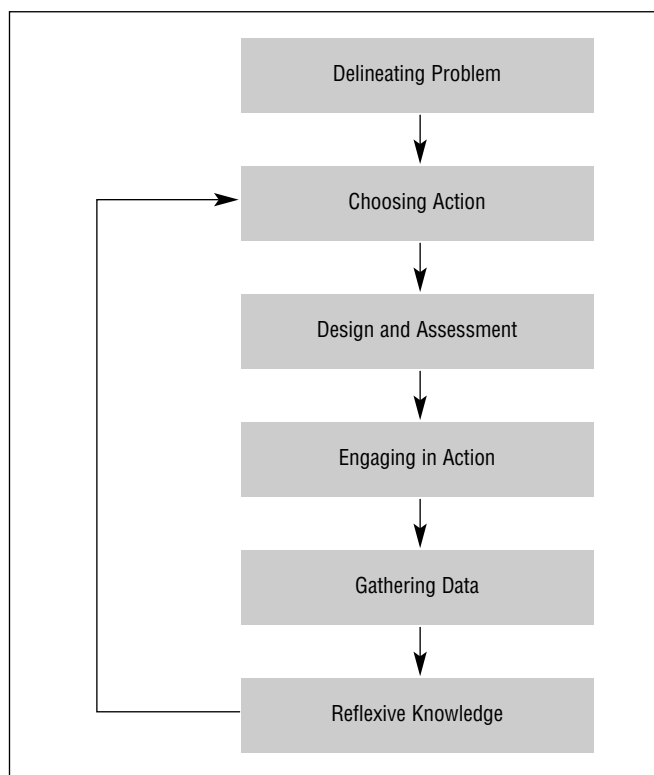 Delineating Problem
Choosing Action
Design and Assessment
Engaging in Action
Gathering Data
Reflexive Knowledge